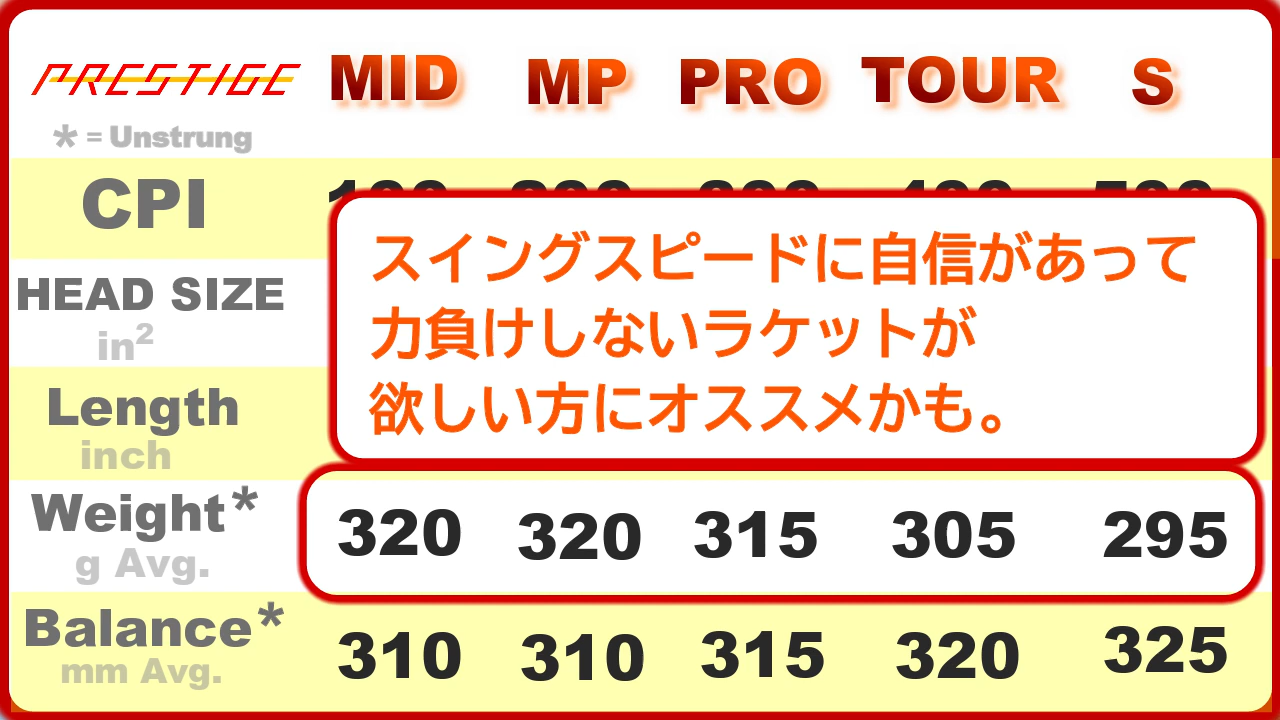 PRESTIGE MID MP PRO TOUR S
* = Unstrung
CPI
スイングスピードに自信があって
力負けしないラケットが
欲しい方にオススメかも。
HEAD SIZE
in²
Length
inch
Weight* 320 320 315 305 295
g Avg.
Balance* 310 310 315 320 325
mm Avg.